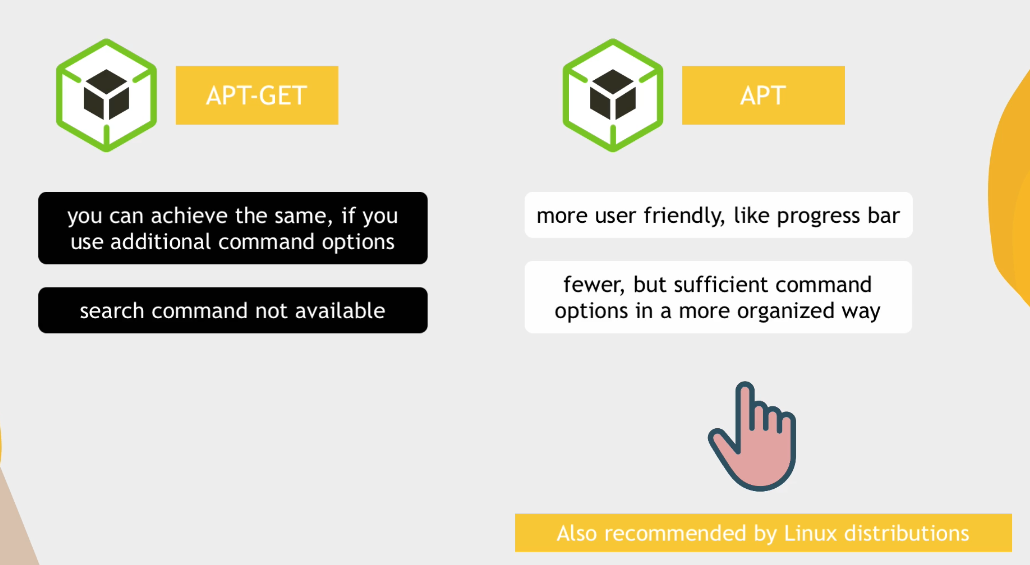 APT-GET
you can achieve the same, if you
use additional command options
search command not available
APT
more user friendly, like progress bar
fewer, but sufficient command
options in a more organized way
Also recommended by Linux distributions